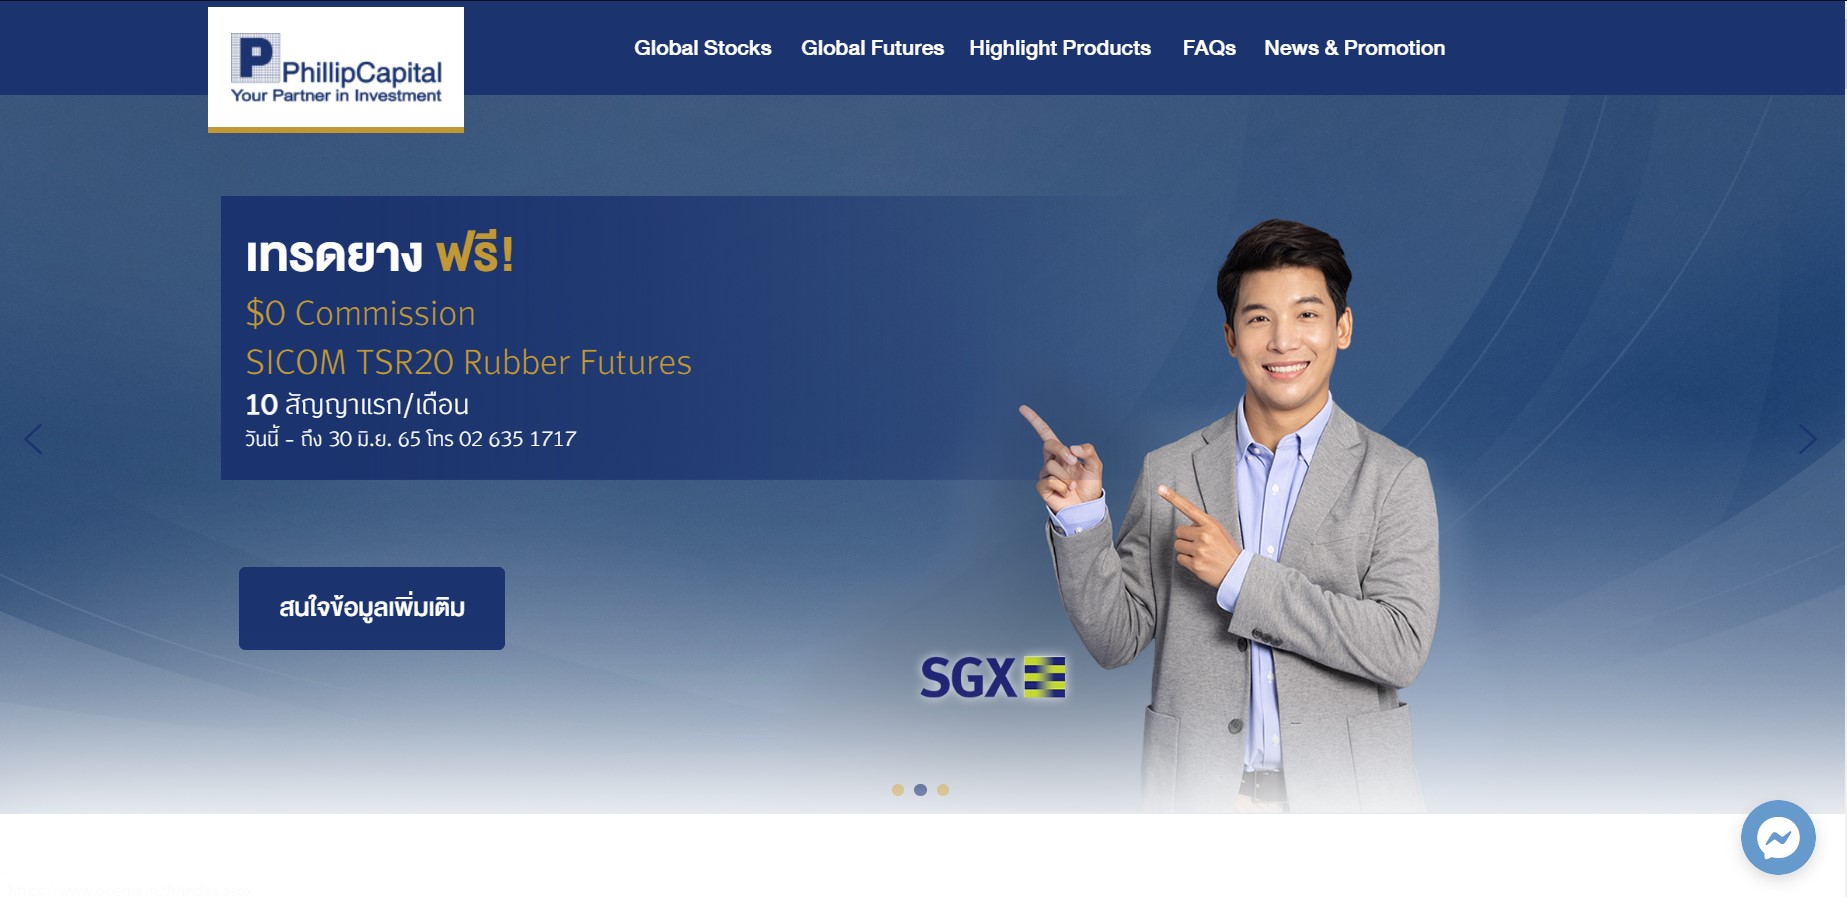 P
PhillipCapital
Your Partner in Investment
Global Stocks Global Futures Highlight Products FAQs News & Promotion
เทรดยาง ฟรี!
$0 Commission
SICOM TSR20 Rubber Futures
10 สัญญาแรก/เดือน
วันนี้ - ถึง 30 มิ.ย. 65 โทร 02 635 1717
สนใจข้อมูลเพิ่มเติม
SGX